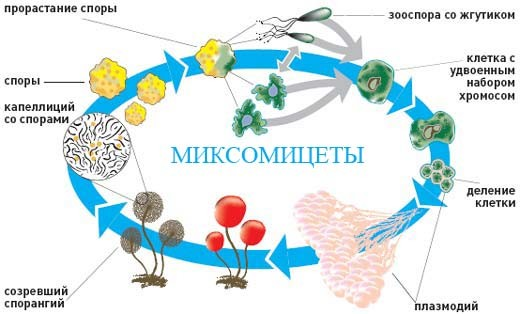 прорастание споры
зооспора со жгутиком
споры
клетка с
удвоенным
набором
хромосом
капеллиций
со спорами
МИКСОМИЦЕТЫ
деление
клетки
созревший
спорангий
плазмодий